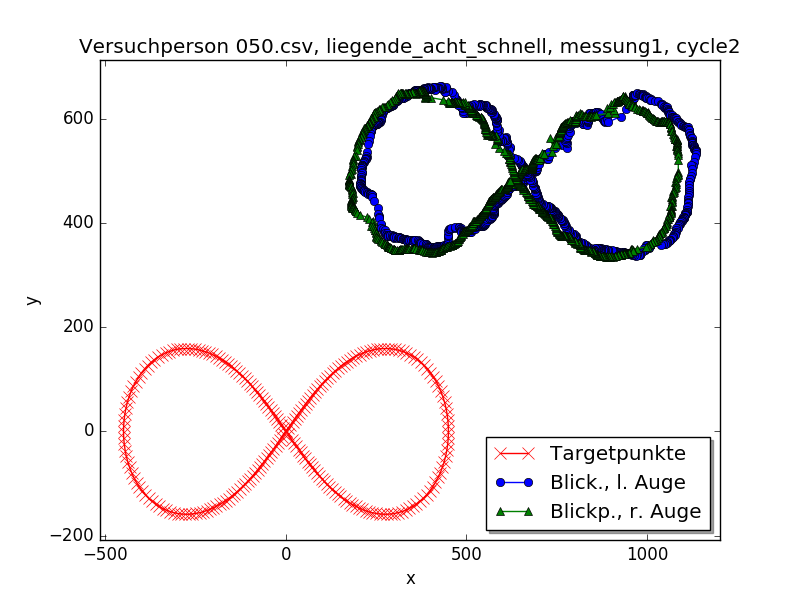 Versuchperson 050.csv, liegende_acht_schnell, messung1, cycle2
600
400
200
0
−200
y
−500
0
500
1000
x
Targetpunkte
Blick., l. Auge
Blickp., r. Auge